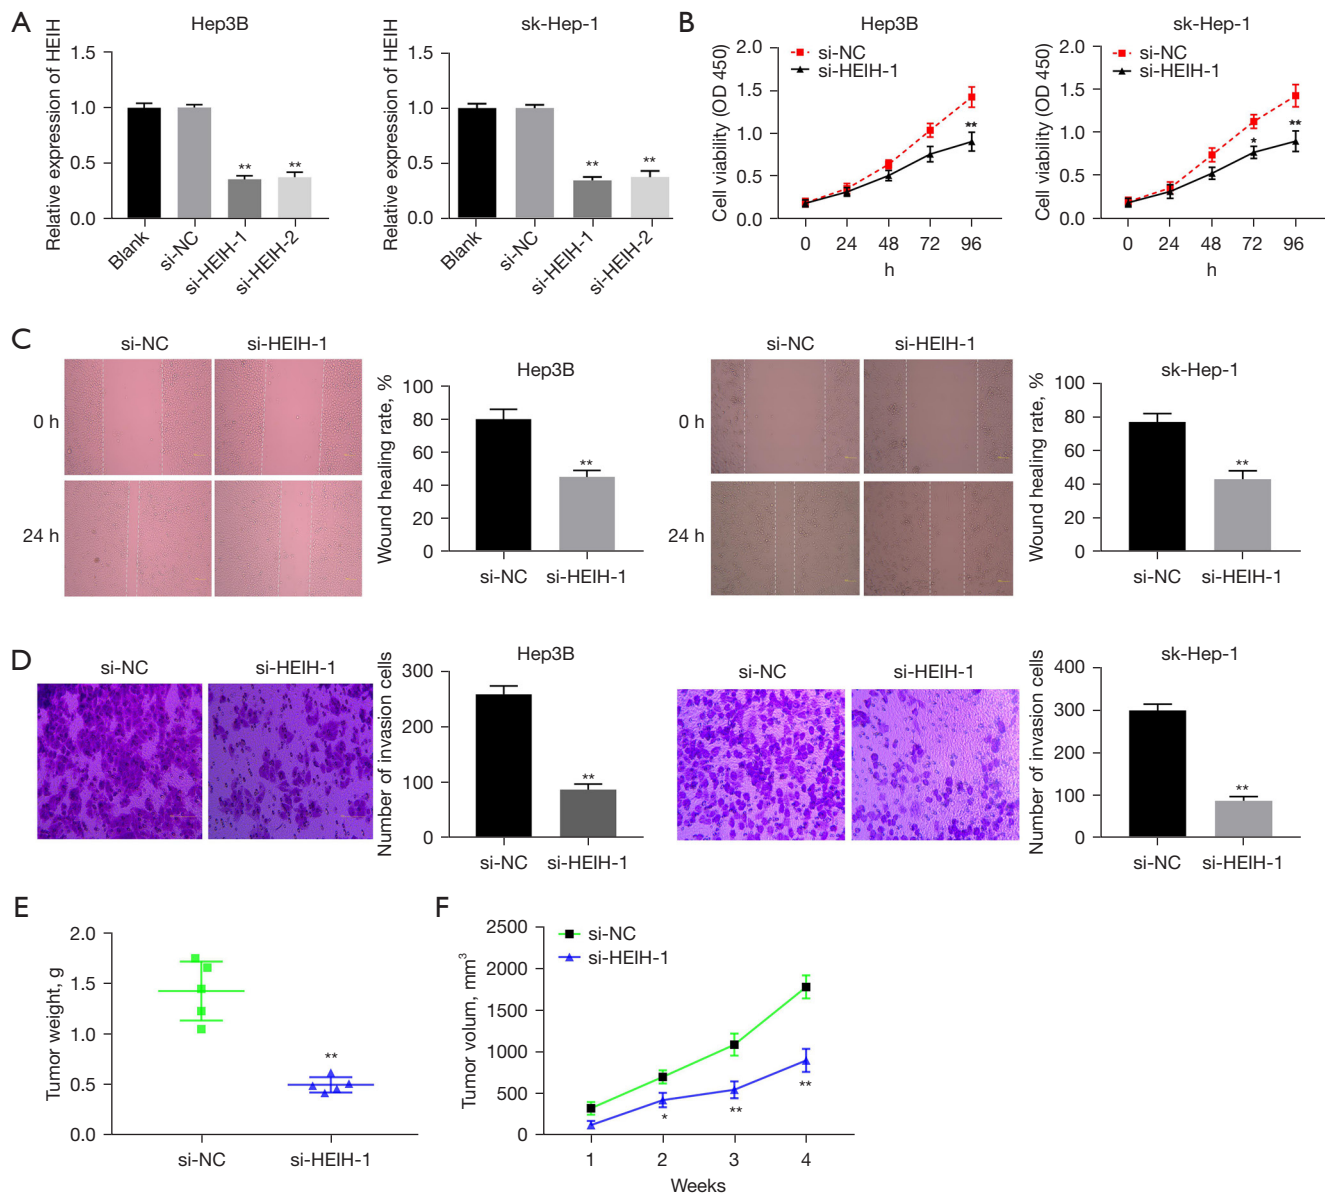 A
Hep3B
Relative expression of HEIH
1.5
1.0
0.5
0.0
**
**
Blank
si-NC
si-HEIH-1
si-HEIH-2
sk-Hep-1
Relative expression of HEIH
1.5
1.0
0.5
0.0
**
**
Blank
si-NC
si-HEIH-1
si-HEIH-2
B
Hep3B
Cell viability (OD 450)
2.0
1.5
1.0
0.5
0.0
si-NC
si-HEIH-1
**
0 24 48 72 96
h
sk-Hep-1
Cell viability (OD 450)
2.0
1.5
1.0
0.5
0.0
si-NC
si-HEIH-1
*
**
0 24 48 72 96
h
C
si-NC si-HEIH-1
0 h
24 h
Hep3B
Wound healing rate, %
100
80
60
40
20
0
**
si-NC si-HEIH-1
si-NC si-HEIH-1
0 h
24 h
sk-Hep-1
Wound healing rate, %
100
80
60
40
20
0
**
si-NC si-HEIH-1
D
si-NC si-HEIH-1
Hep3B
Number of invasion cells
300
200
100
0
**
si-NC si-HEIH-1
si-NC si-HEIH-1
sk-Hep-1
Number of invasion cells
400
300
200
100
0
**
si-NC si-HEIH-1
E
Tumor weight, g
2.0
1.5
1.0
0.5
0.0
**
si-NC si-HEIH-1
F
Tumor volum, mm³
2500
2000
1500
1000
500
0
si-NC
si-HEIH-1
*
**
**
1 2 3 4
Weeks